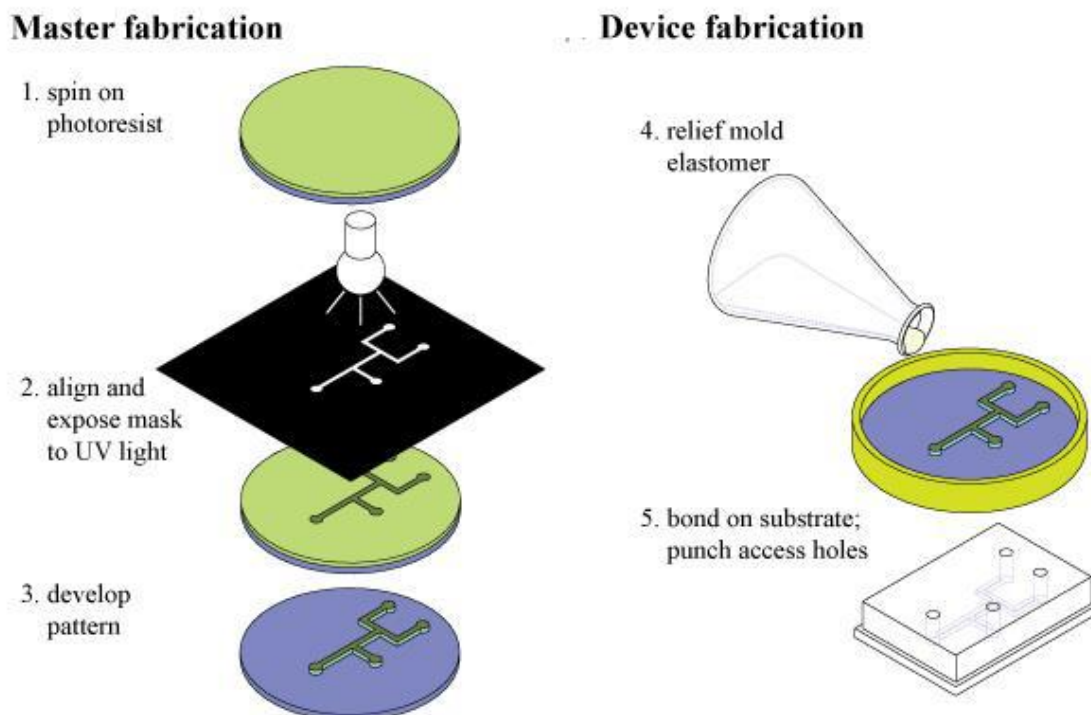 Master fabrication
1. spin on
photoresist
2. align and
expose mask
to UV light
3. develop
pattern
Device fabrication
4. relief mold
elastomer
5. bond on substrate;
punch access holes